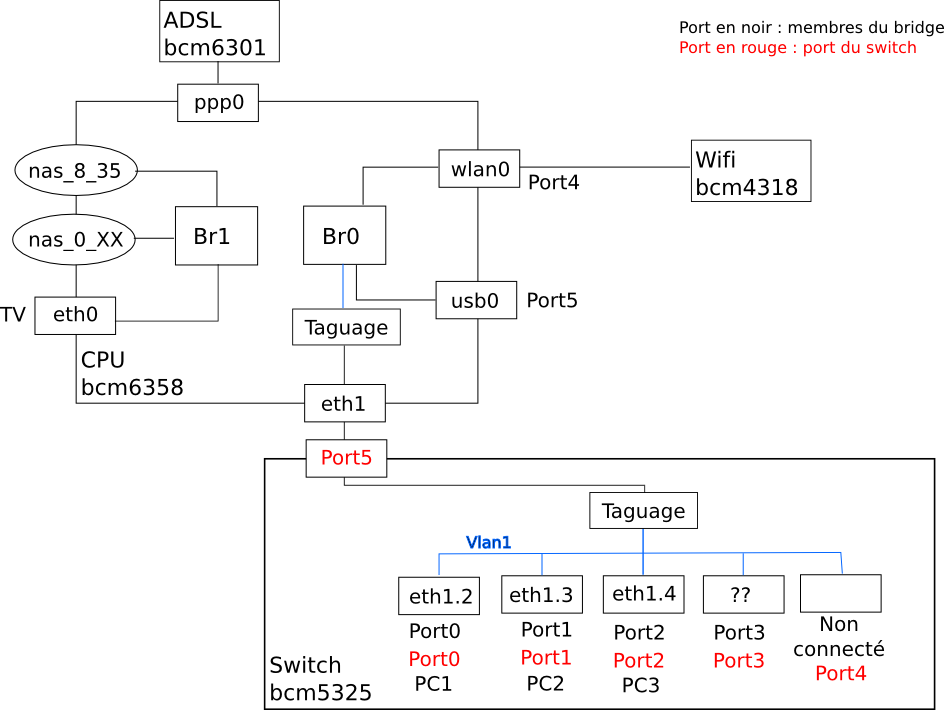 ADSL
bcm6301
Port en noir : membres du bridge
Port en rouge : port du switch
ppp0
nas_8_35
wlan0
Port4
Wifi
bcm4318
nas_0_XX
Br1
Br0
TV
eth0
usb0
Port5
Taguage
CPU
bcm6358
eth1
Port5
Taguage
Vlan1
eth1.2
eth1.3
eth1.4
??
Port0
Port1
Port2
Port3
Non
connecté
Port0
Port1
Port2
Port3
Port4
PC1
PC2
PC3
Switch
bcm5325